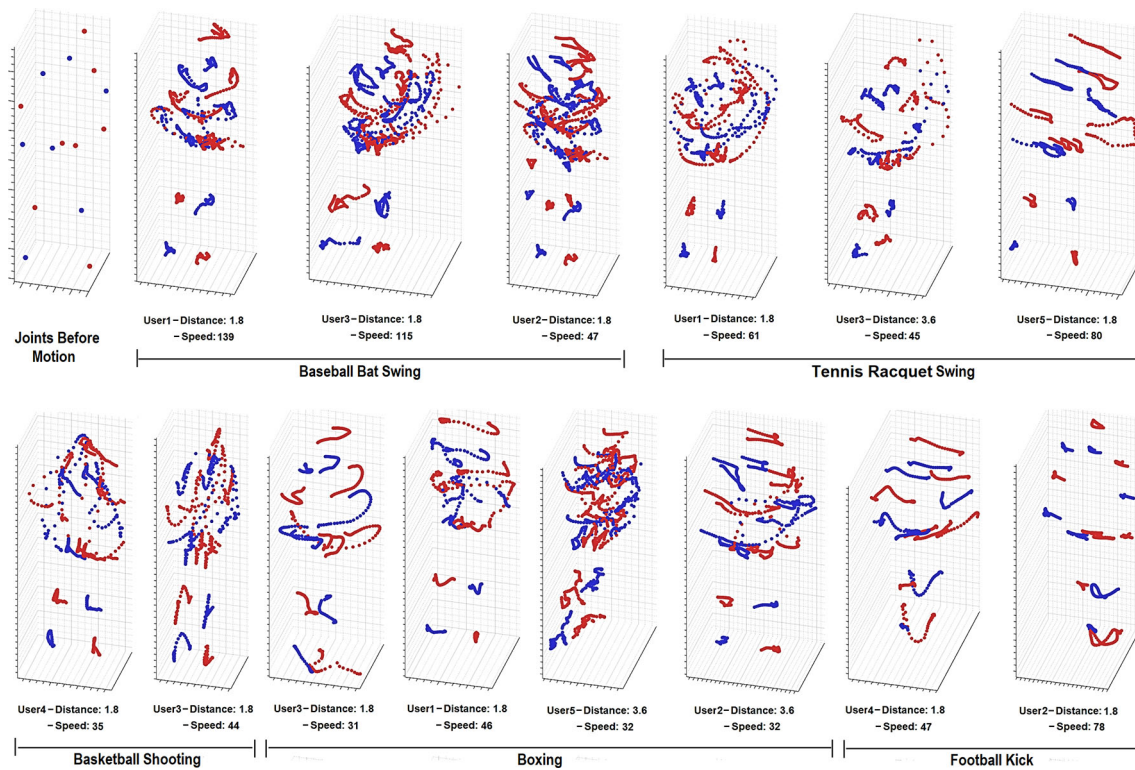 User1-Distance: 1.8
-Speed: 139
User3-Distance: 1.8
-Speed: 115
User2-Distance: 1.8
-Speed: 47
User1-Distance: 1.8
-Speed: 61
User3-Distance: 3.6
-Speed: 45
User5-Distance: 1.8
-Speed: 80
Joints Before
Motion
Baseball Bat Swing
Tennis Racquet Swing
User4-Distance: 1.8
-Speed: 35
User3-Distance: 1.8
-Speed: 44
User3-Distance: 1.8
-Speed: 31
User1-Distance: 1.8
-Speed: 46
User5-Distance: 3.6
-Speed: 32
User2-Distance: 3.6
-Speed: 32
User4-Distance: 1.8
-Speed: 47
User2-Distance: 1.8
-Speed: 78
Basketball Shooting
Boxing
Football Kick